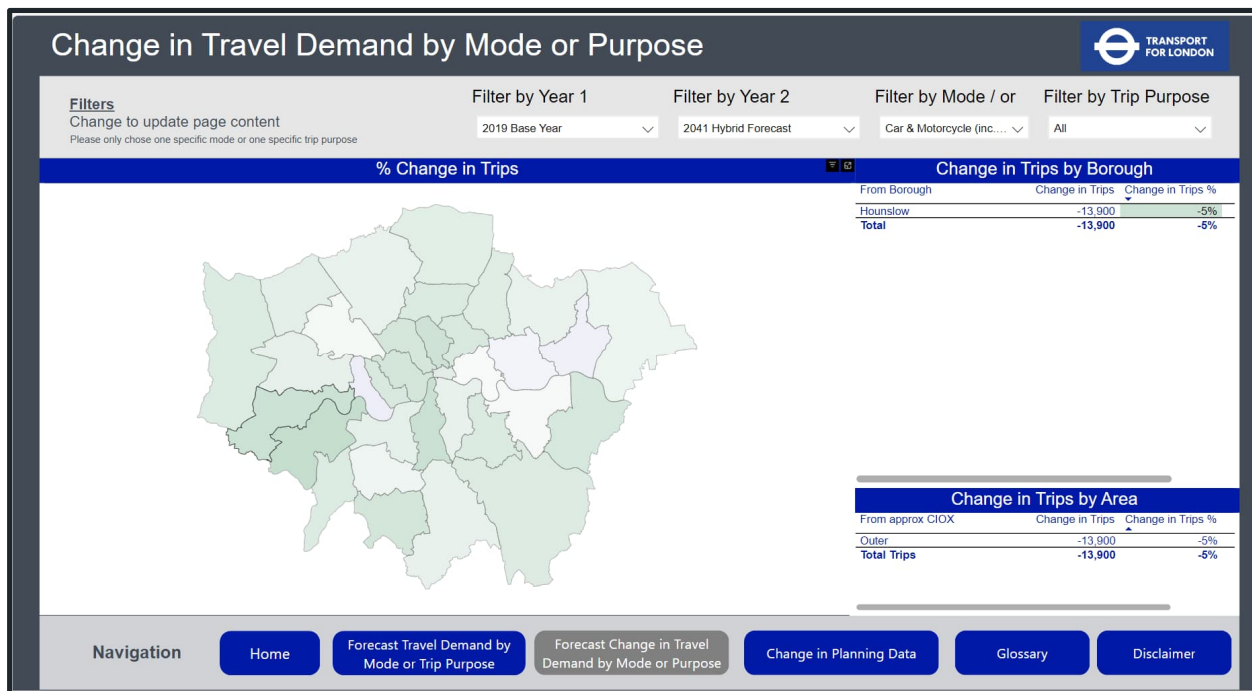 Change in Travel Demand by Mode or Purpose
TRANSPORT
FOR LONDON
Filters
Change to update page content
Please only chose one specific mode or one specific trip purpose
Filter by Year 1
2019 Base Year
Filter by Year 2
2041 Hybrid Forecast
Filter by Mode / or
Car & Motorcycle (inc....
Filter by Trip Purpose
All
% Change in Trips
Change in Trips by Borough
From Borough Change in Trips Change in Trips %
Hounslow -13,900 -5%
Total -13,900 -5%
Change in Trips by Area
From approx CIOX Change in Trips Change in Trips %
Outer -13,900 -5%
Total Trips -13,900 -5%
Navigation
Home
Forecast Travel Demand by
Mode or Trip Purpose
Forecast Change in Travel
Demand by Mode or Purpose
Change in Planning Data
Glossary
Disclaimer